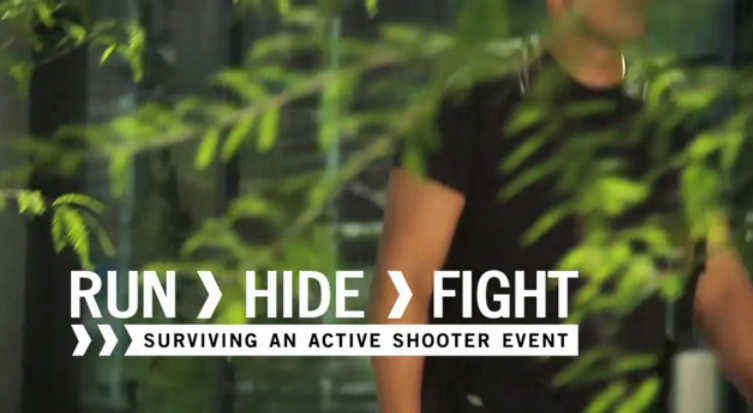 RUN ❯ HIDE ❯ FIGHT
❯❯❯ SURVIVING AN ACTIVE SHOOTER EVENT